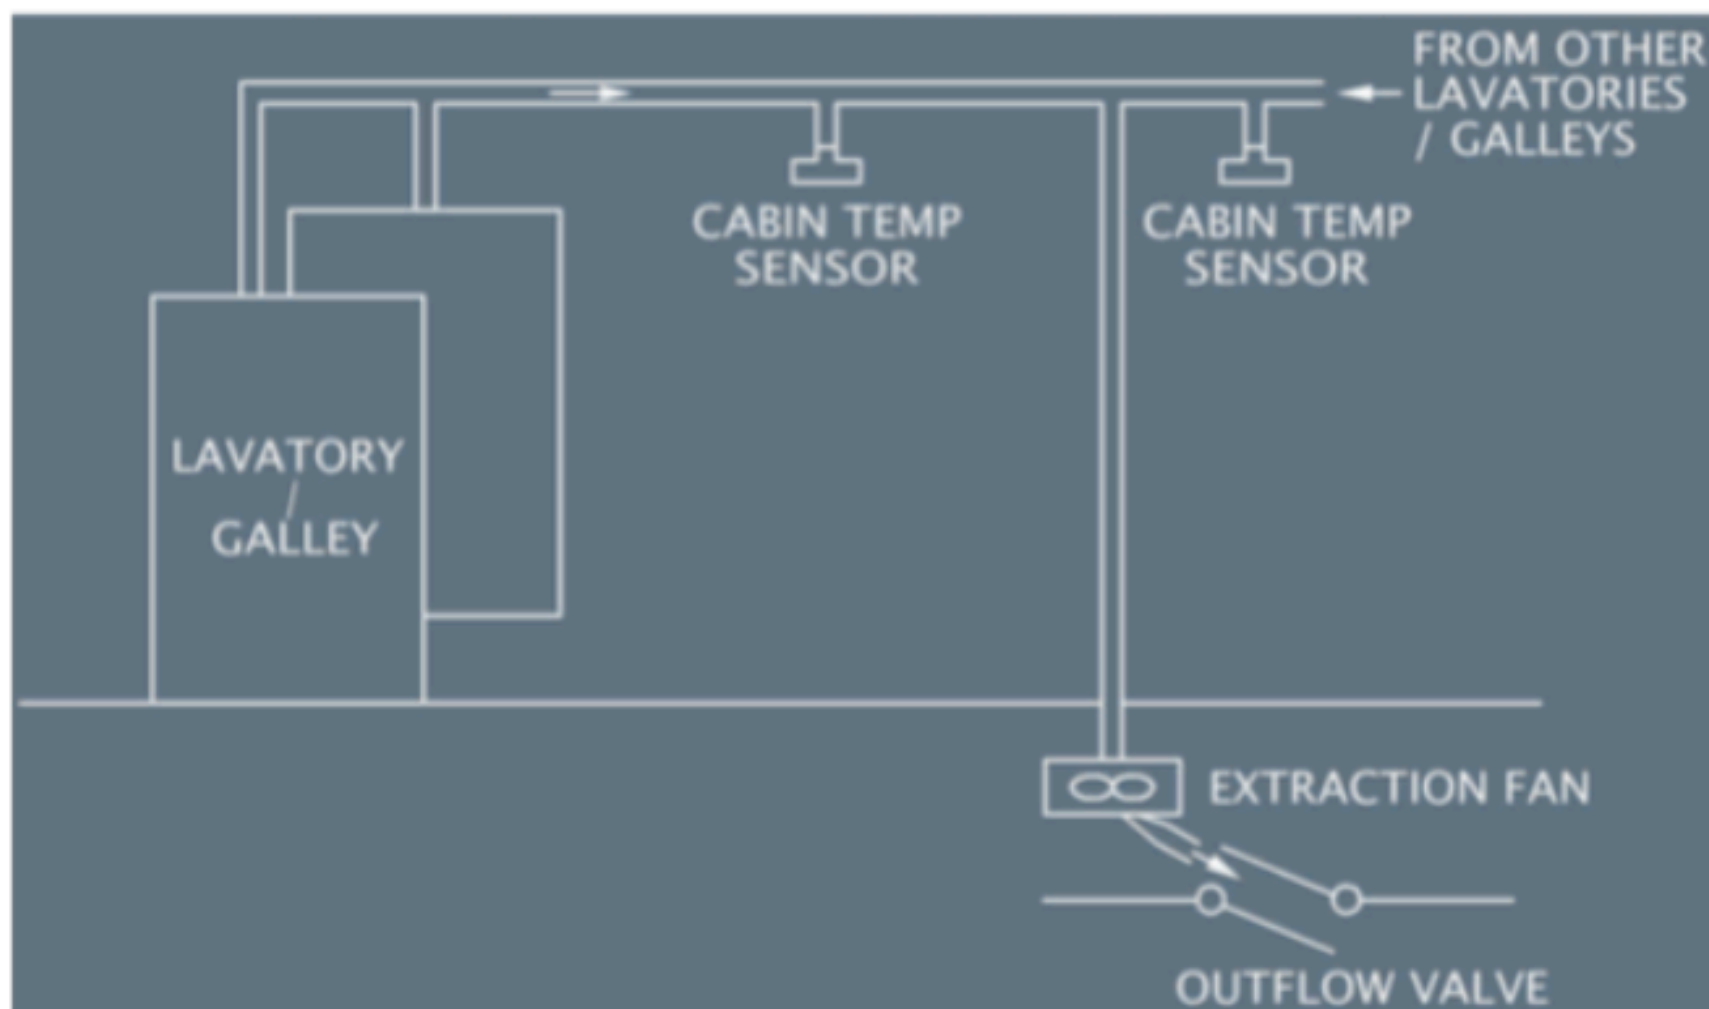 FROM OTHER
LAVATORIES
/ GALLEYS
CABIN TEMP
SENSOR
CABIN TEMP
SENSOR
LAVATORY
/
GALLEY
EXTRACTION FAN
OUTFLOW VALVE